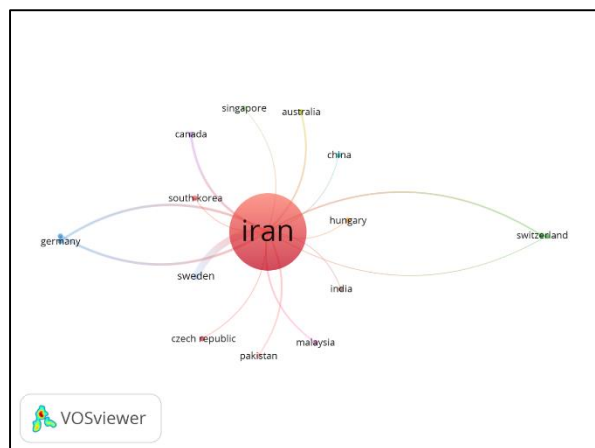 singapore
australia
canada
china
south korea
hungary
iran
germany
switzerland
sweden
india
czech republic
malaysia
pakistan
VOSviewer